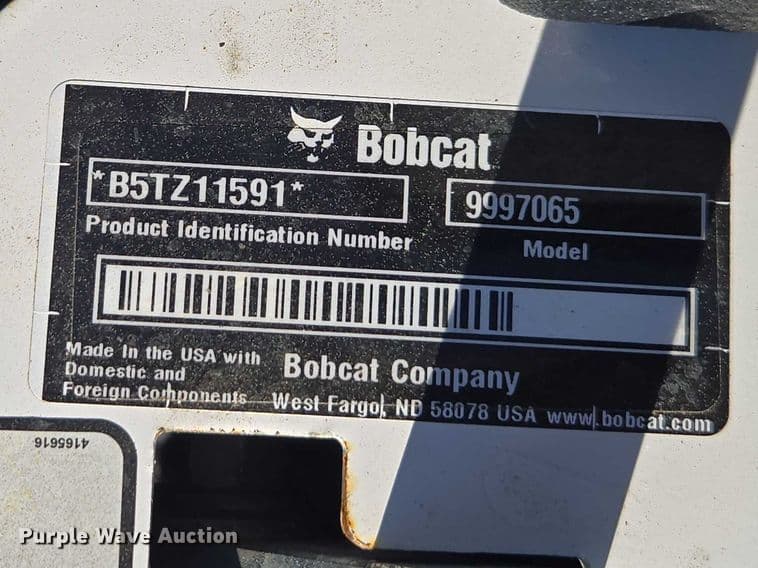 Bobcat
*B5TZ11591*
9997065
Product Identification Number
Model
Made In the USA with
Domestic and
Foreign Components
Bobcat Company
West Fargo, ND 58078 USA www.bobcat.com
4165616
Purple Wave Auction